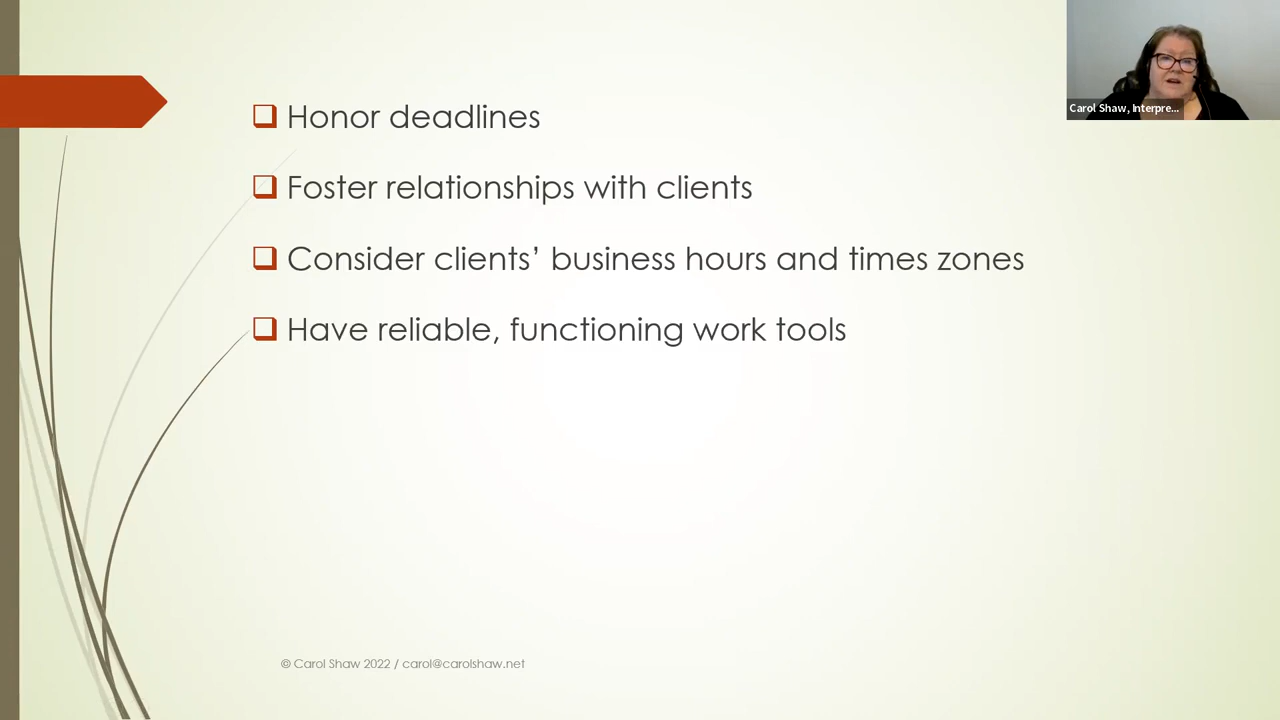 Honor deadlines
Foster relationships with clients
Consider clients’ business hours and times zones
Have reliable, functioning work tools
Carol Shaw, Interpre...
© Carol Shaw 2022 / carol@carolshaw.net